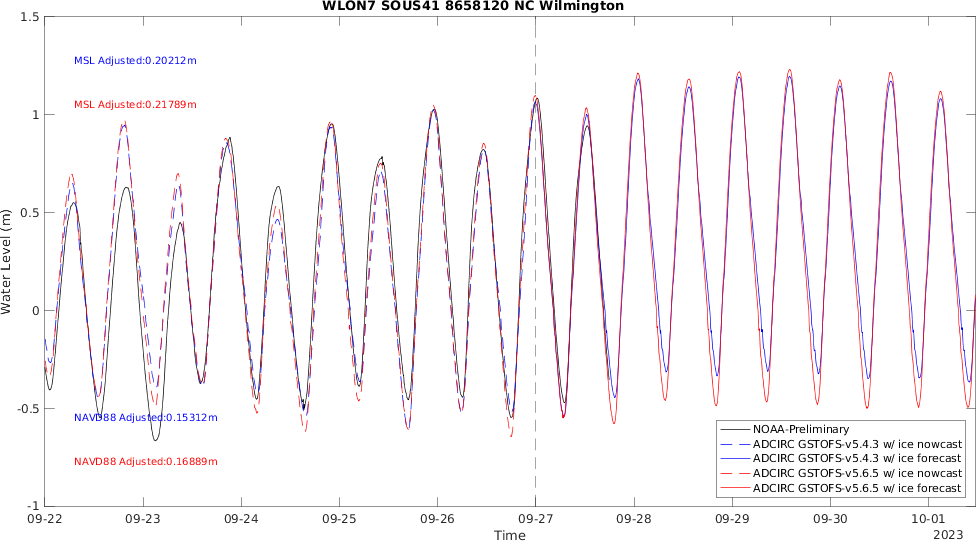 WLON7 SOUS41 8658120 NC Wilmington
1.5
MSL Adjusted:0.20212m
MSL Adjusted:0.21789m
1
0.5
Water Level (m)
0
-0.5
NAVD88 Adjusted:0.15312m
NAVD88 Adjusted:0.16889m
-1
NOAA-Preliminary
ADCIRC GSTOFS-v5.4.3 w/ ice nowcast
ADCIRC GSTOFS-v5.4.3 w/ ice forecast
ADCIRC GSTOFS-v5.6.5 w/ ice nowcast
ADCIRC GSTOFS-v5.6.5 w/ ice forecast
09-22 09-23 09-24 09-25 09-26 09-27 09-28 09-29 09-30 10-01
Time
2023